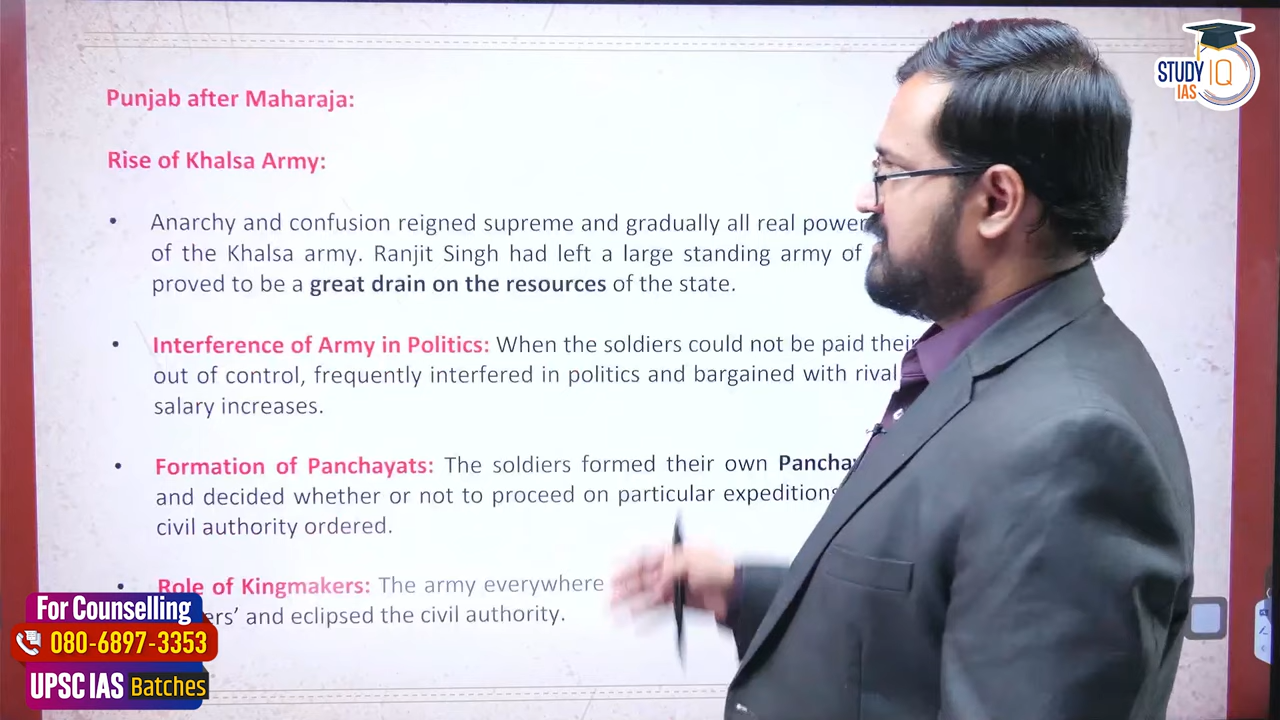 Punjab after Maharaja:
Rise of Khalsa Army:
• Anarchy and confusion reigned supreme and gradually all real power
of the Khalsa army. Ranjit Singh had left a large standing army of
proved to be a great drain on the resources of the state.
• Interference of Army in Politics: When the soldiers could not be paid their
out of control, frequently interfered in politics and bargained with rival
salary increases.
• Formation of Panchayats: The soldiers formed their own
and decided whether or not to proceed on particular expeditions
civil authority ordered.
• Role of Kingmakers: The army everywhere
and eclipsed the civil authority.
STUDY IQ
IAS
For Counselling
080-6897-3353
UPSC IAS Batches